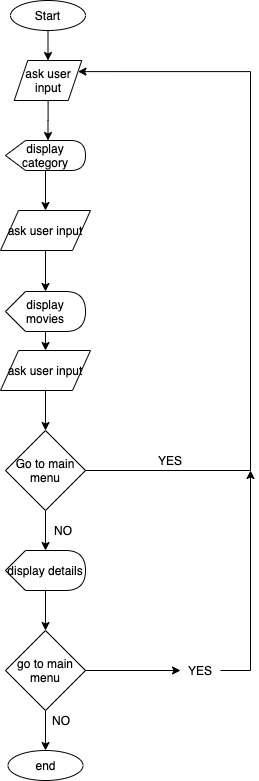 Start
ask user
input
display
category
ask user input
display
movies
ask user input
Go to main
menu
YES
NO
display details
go to main
menu
YES
NO
end